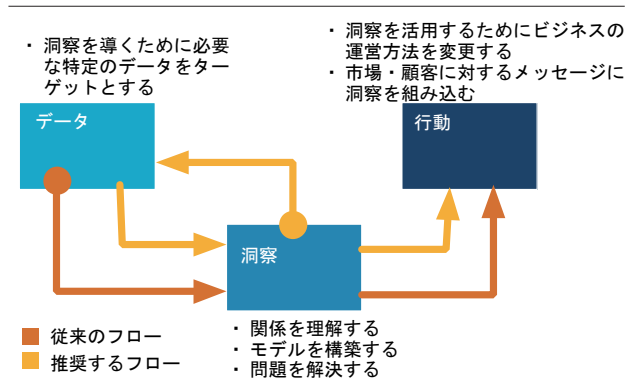 ・ 洞察を導くために必要
な特定のデータをター
ゲットとする
・ 洞察を活用するためにビジネスの
運営方法を変更する
・ 市場・顧客に対するメッセージに
洞察を組み込む
データ
行動
洞察
・ 関係を理解する
・ モデルを構築する
・ 問題を解決する
従来のフロー
推奨するフロー